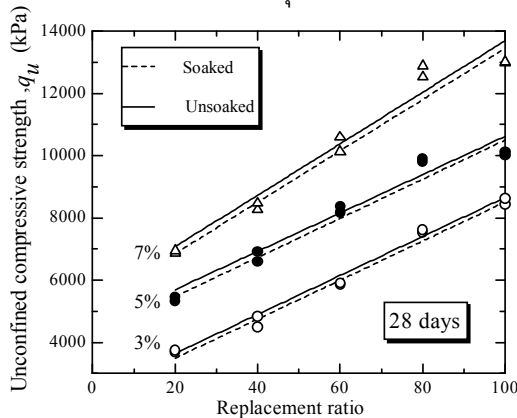 q
Unconfined compressive strength ,qu (kPa)
14000
12000
10000
8000
6000
4000
Soaked
Unsoaked
7%
5%
3%
28 days
0 20 40 60 80 100
Replacement ratio